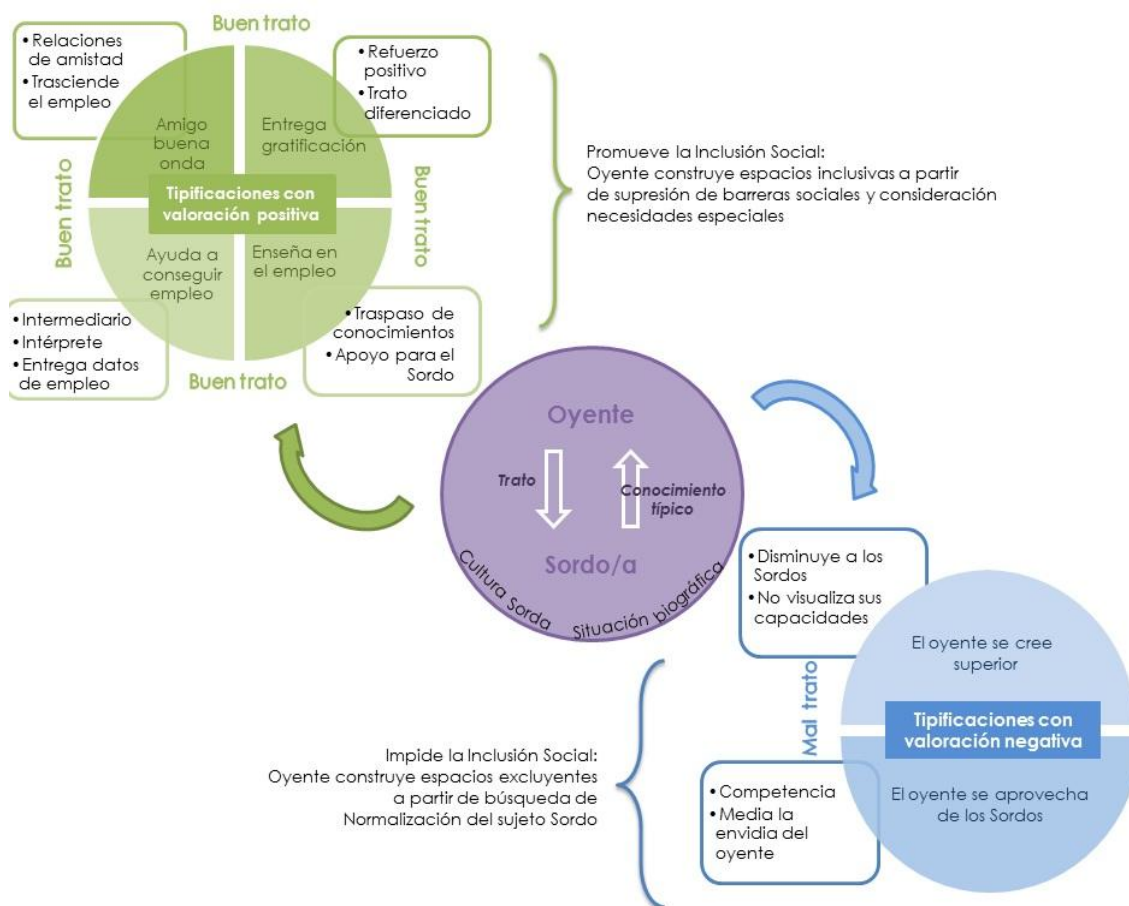 Buen trato
• Relaciones
de amistad
• Trasciende
el empleo
• Refuerzo
positivo
• Trato
diferenciado
Amigo
buena
onda
Entrega
gratificación
Buen trato
Tipificaciones con
valoración positiva
Buen trato
Ayuda a
conseguir
empleo
Enseña en
el empleo
• Intermediario
• Intérprete
• Entrega datos
de empleo
• Traspaso de
conocimientos
• Apoyo para el
Sordo
Buen trato
Promueve la Inclusión Social:
Oyente construye espacios inclusivas a partir
de supresión de barreras sociales y consideración
necesidades especiales
Oyente
Trato
Conocimiento
típico
Sordo/a
Cultura Sorda
Situación biográfica
• Disminuye a los
Sordos
• No visualiza sus
capacidades
El oyente se cree
superior
Mal trato
Tipificaciones con
valoración negativa
Impide la Inclusión Social:
Oyente construye espacios excluyentes
a partir de búsqueda de
Normalización del sujeto Sordo
• Competencia
• Media la
envidia del
oyente
El oyente se aprovecha
de los Sordos